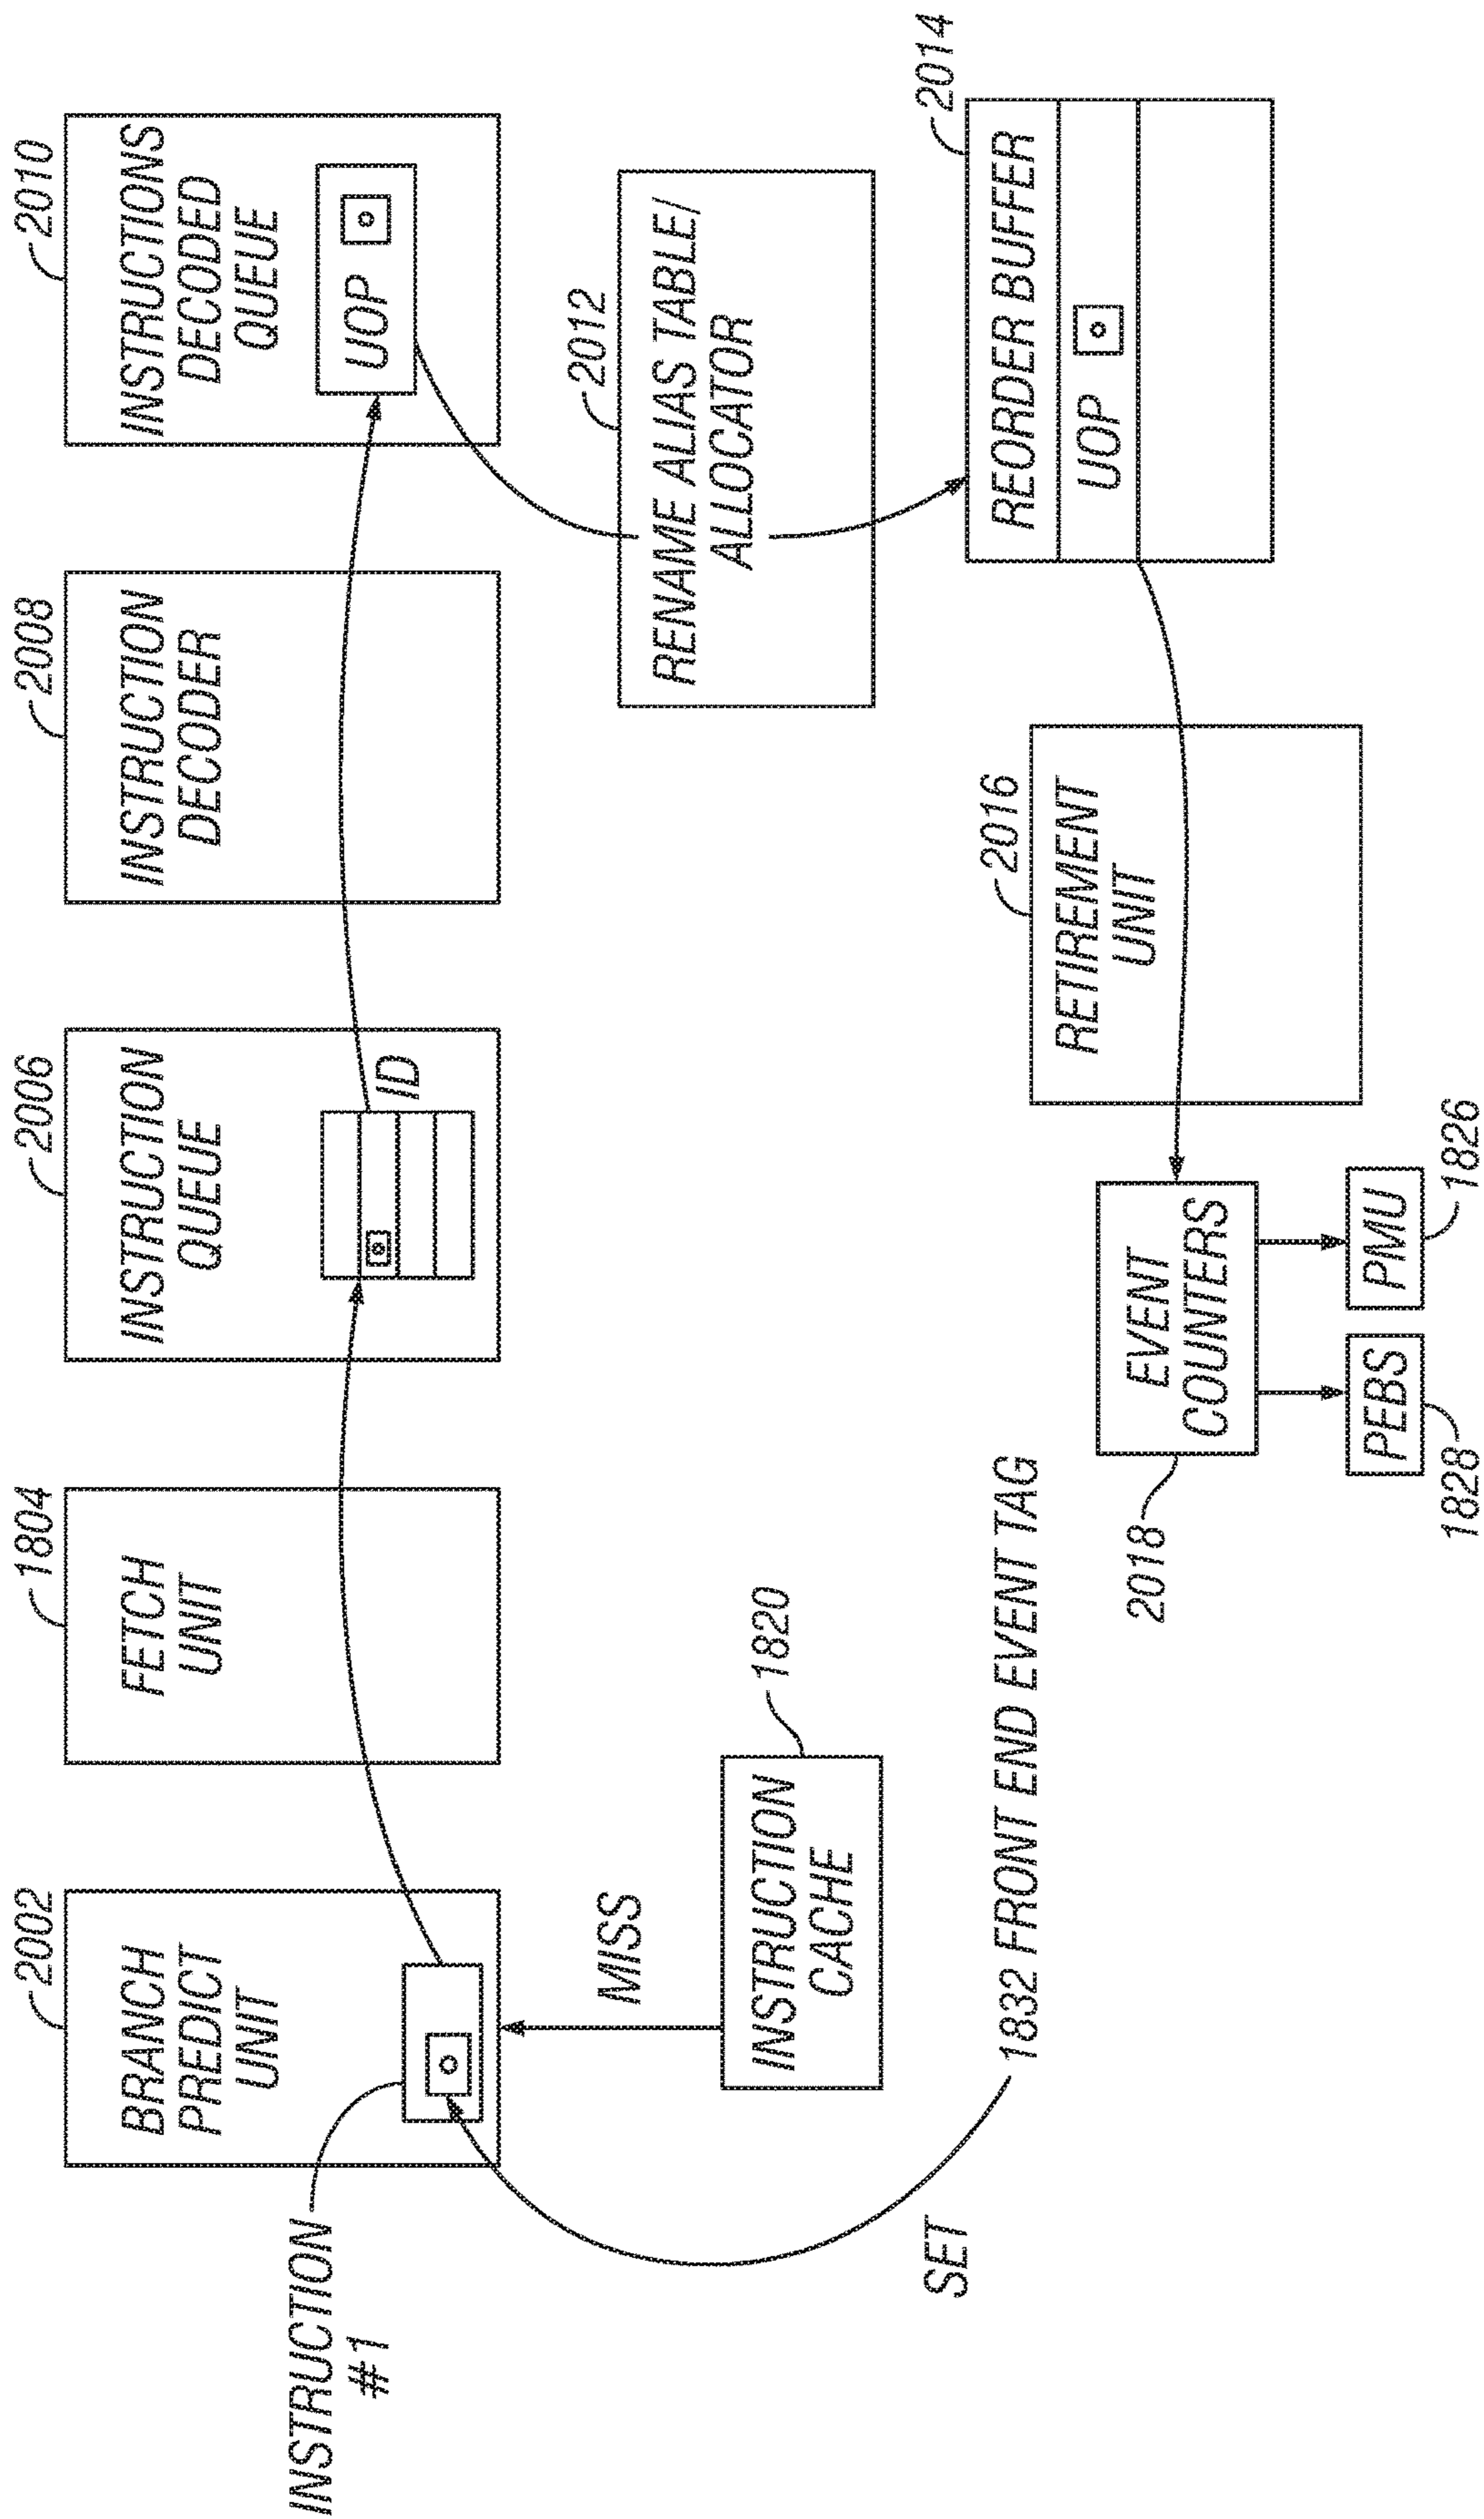 2002
BRANCH
PREDICT
UNIT
INSTRUCTION
#1
1804
FETCH
UNIT
2006
INSTRUCTION
QUEUE
ID
2008
INSTRUCTION
DECODER
2010
INSTRUCTIONS
DECODED
QUEUE
UOP
MISS
INSTRUCTION
CACHE
1820
SET
1832 FRONT END EVENT TAG
2012
RENAME ALIAS TABLE/
ALLOCATOR
2014
REORDER BUFFER
UOP
2016
RETIREMENT
UNIT
EVENT
COUNTERS
2018
PEBS
1828
PMU
1826